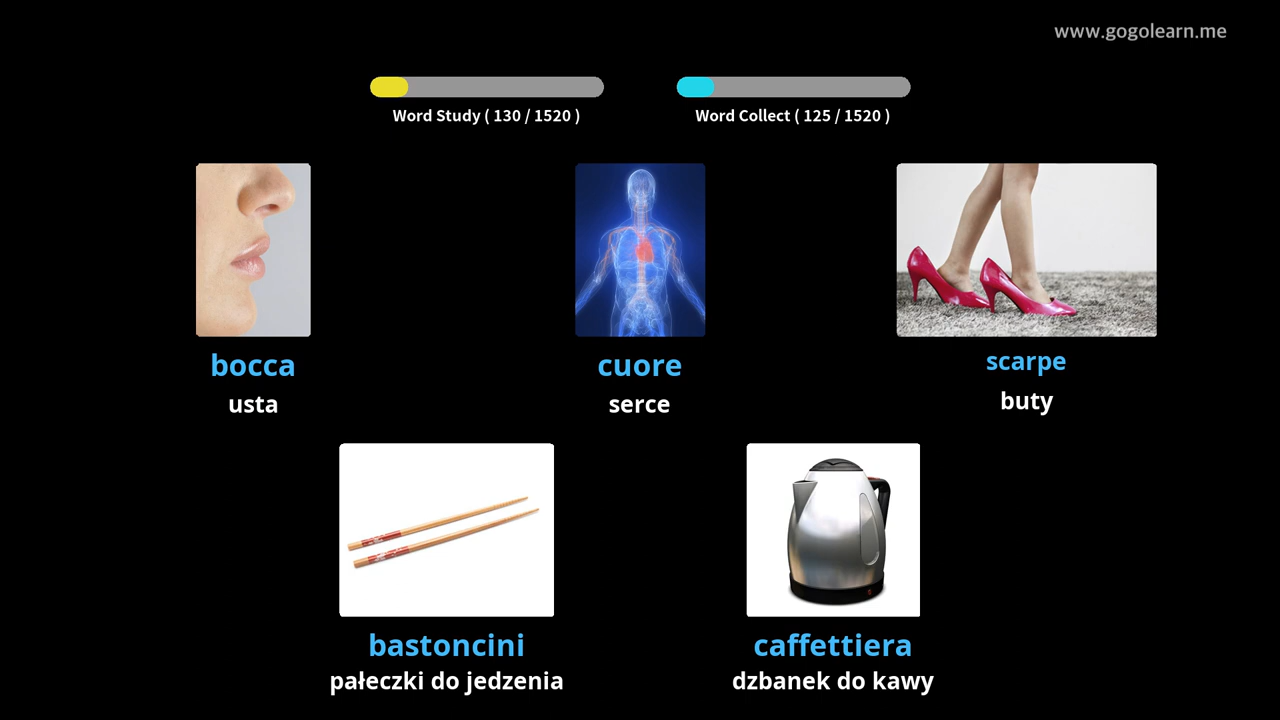 www.gogolearn.me
Word Study ( 130 / 1520 )
Word Collect ( 125 / 1520 )
bocca
usta
cuore
serce
scarpe
buty
bastoncini
pałeczki do jedzenia
caffettiera
dzbanek do kawy